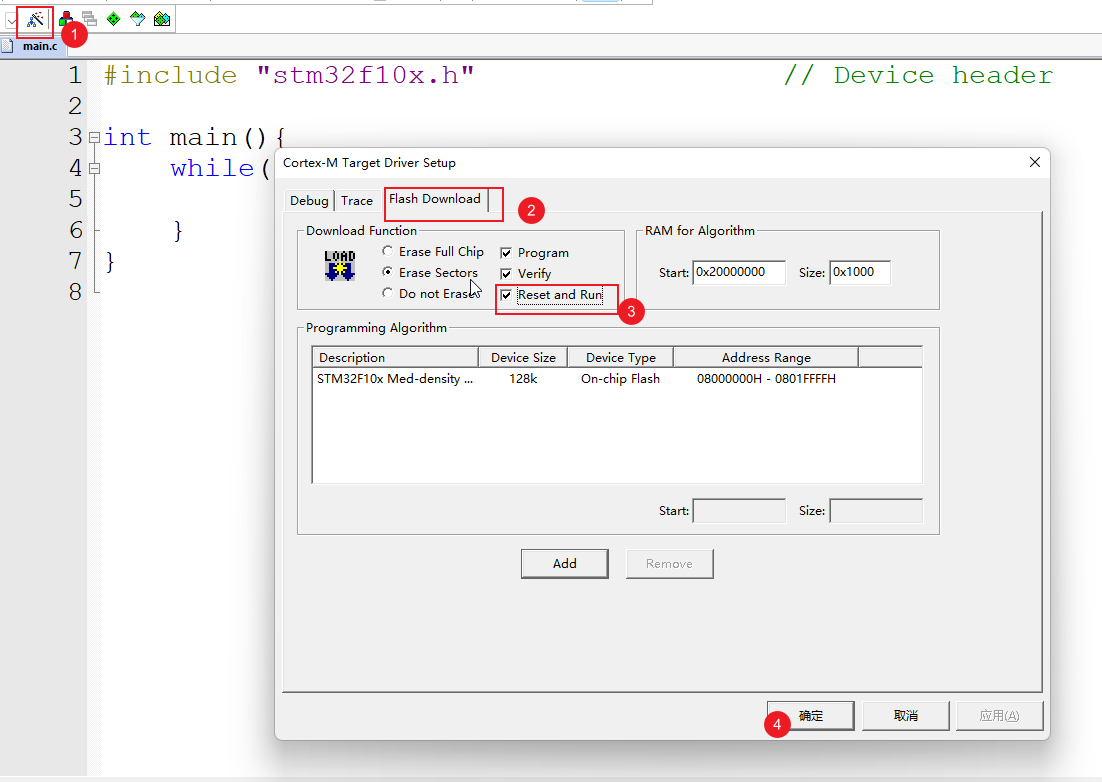 1
main.c
1 #include "stm32f10x.h" // Device header
2
3 int main(){
4 while(
5
6 }
7 }
8
Cortex-M Target Driver Setup
Debug Trace Flash Download
2
Download Function
LOAD
Erase Full Chip
Erase Sectors
Do not Erase
Program
Verify
Reset and Run
3
RAM for Algorithm
Start: 0x20000000 Size: 0x1000
Programming Algorithm
Description Device Size Device Type Address Range
STM32F10x Med-density ... 128k On-chip Flash 08000000H - 0801FFFFH
Start: Size:
Add Remove
4
确定 取消 应用(A)